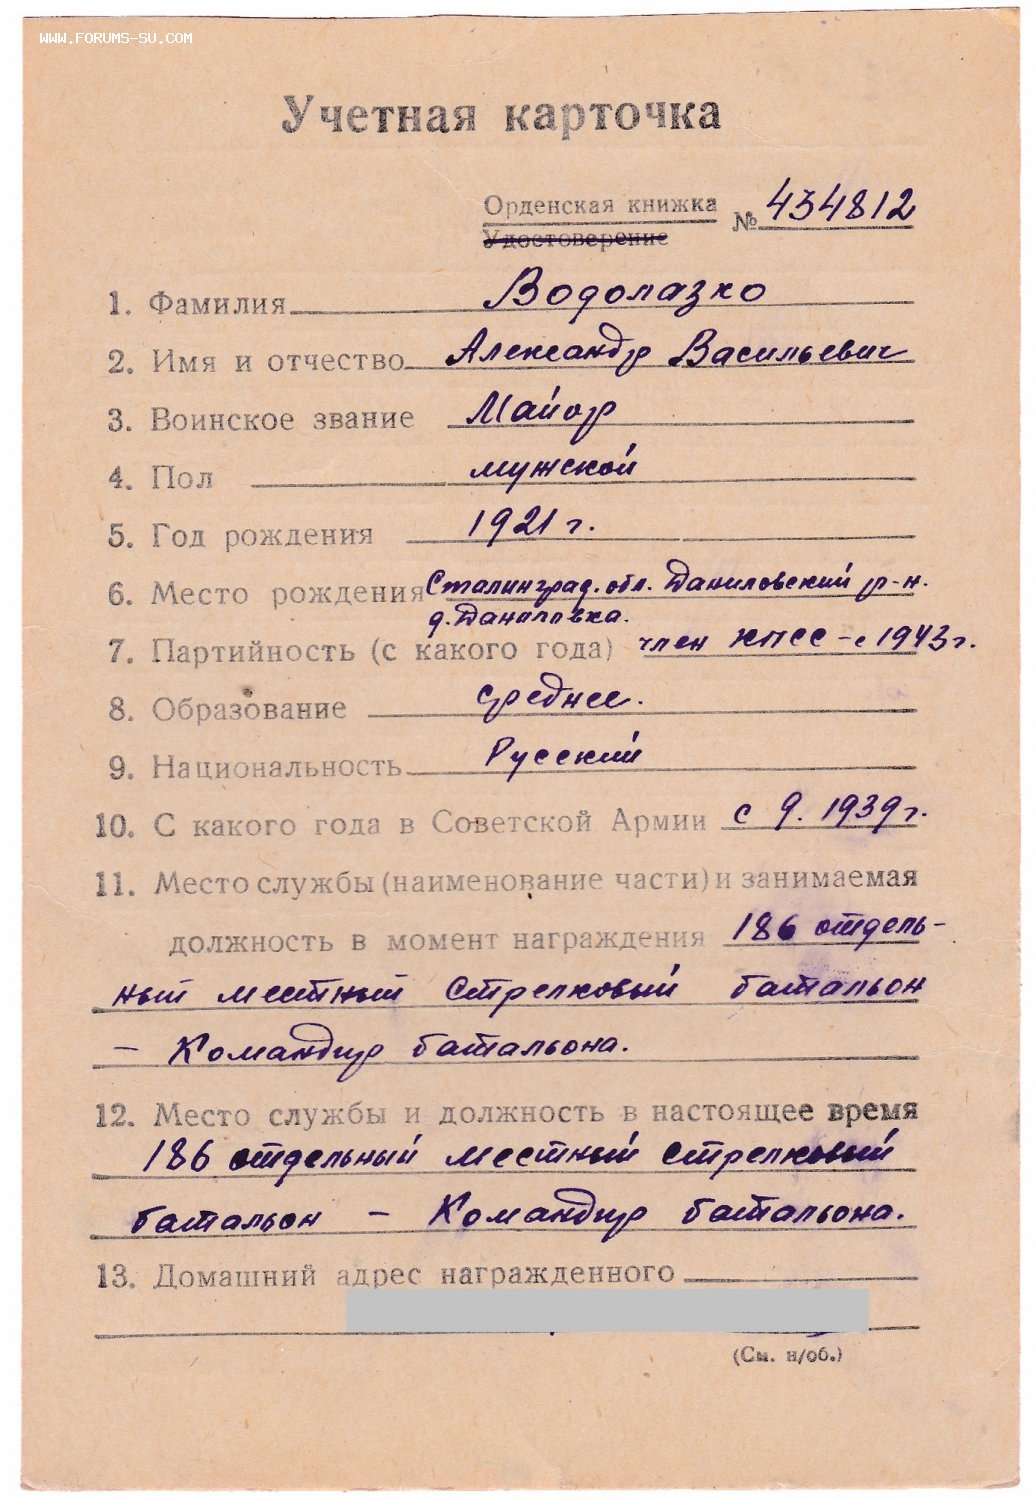 WWW.FORUMS-SU.COM
Учетная карточка
Орденская книжка
Удостоверение
№ 434812
1. Фамилия Водолазко
2. Имя и отчество Александр Васильевич
3. Воинское звание Майор
4. Пол мужской
5. Год рождения 1921 г.
6. Место рождения Сталинград. обл. Даниловский р-н.
д. Даниловка.
7. Партийность (с какого года) член КПСС - с 1943 г.
8. Образование среднее.
9. Национальность Русский
10. С какого года в Советской Армии с 9. 1939 г.
11. Место службы (наименование части) и занимаемая
должность в момент награждения 186 отдель-
ный местный стрелковый батальон
- Командир батальона.
12. Место службы и должность в настоящее время
186 отдельный местный стрелковый
батальон - Командир батальона.
13. Домашний адрес награжденного
(См. н/об.)